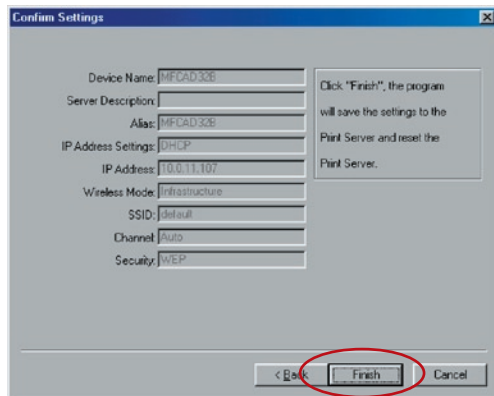 Confirm Settings
Device Name: MFCAD32B
Server Description:
Alias: MFCAD32B
IP Address Settings: DHCP
IP Address: 10.0.11.107
Wireless Mode: Infrastructure
SSID: default
Channel: Auto
Security: WEP
Click "Finish", the program
will save the settings to the
Print Server and reset the
Print Server.
< Back
Finish
Cancel